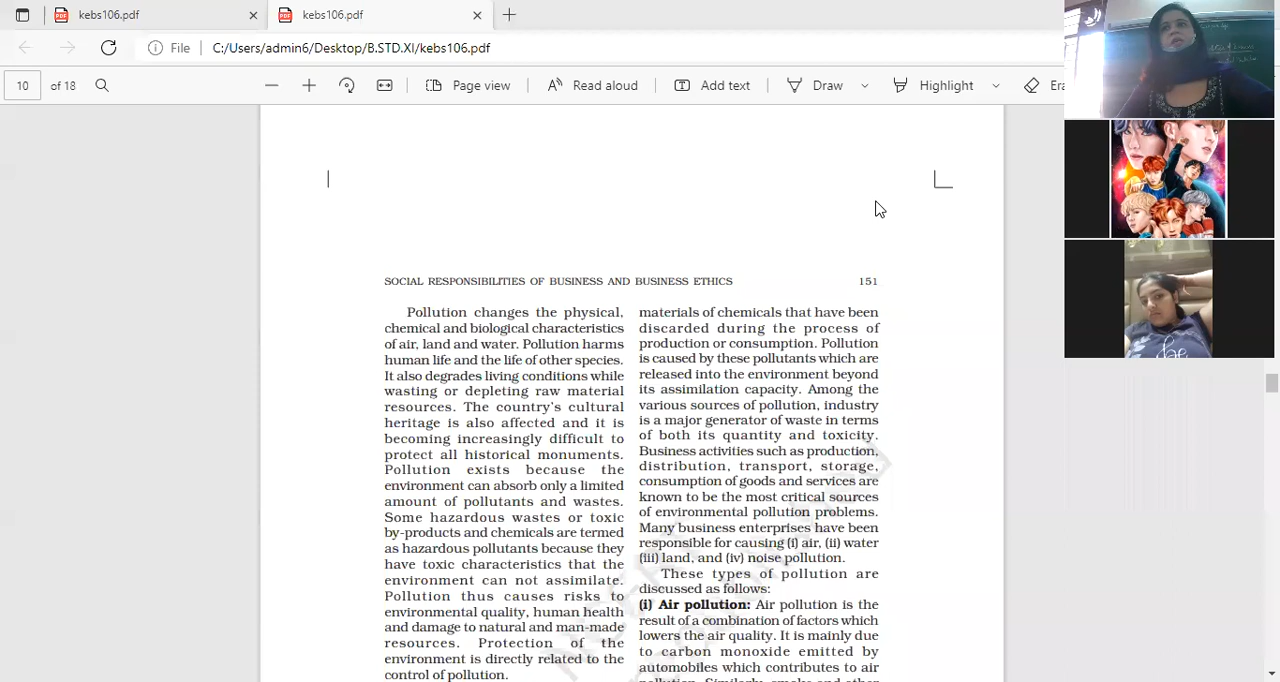 kebs106.pdf
kebs106.pdf
File
C:/Users/admin6/Desktop/B.STD.XI/kebs106.pdf
10
of 18
Page view
Read aloud
Add text
Draw
Highlight
Era
SOCIAL RESPONSIBILITIES OF BUSINESS AND BUSINESS ETHICS
151
Pollution changes the physical,
chemical and biological characteristics
of air, land and water. Pollution harms
human life and the life of other species.
It also degrades living conditions while
wasting or depleting raw material
resources. The country's cultural
heritage is also affected and it is
becoming increasingly difficult to
protect all historical monuments.
Pollution exists because the
environment can absorb only a limited
amount of pollutants and wastes.
Some hazardous wastes or toxic
by-products and chemicals are termed
as hazardous pollutants because they
have toxic characteristics that the
environment can not assimilate.
Pollution thus causes risks to
environmental quality, human health
and damage to natural and man-made
resources. Protection of the
environment is directly related to the
control of pollution.
materials of chemicals that have been
discarded during the process of
production or consumption. Pollution
is caused by these pollutants which are
released into the environment beyond
its assimilation capacity. Among the
various sources of pollution, industry
is a major generator of waste in terms
of both its quantity and toxicity.
Business activities such as production,
distribution, transport, storage,
consumption of goods and services are
known to be the most critical sources
of environmental pollution problems.
Many business enterprises have been
responsible for causing (i) air, (ii) water
(iii) land, and (iv) noise pollution.
These types of pollution are
discussed as follows:
(i) Air pollution: Air pollution is the
result of a combination of factors which
lowers the air quality. It is mainly due
to carbon monoxide emitted by
automobiles which contributes to air
pollution. Similarly, smoke and other